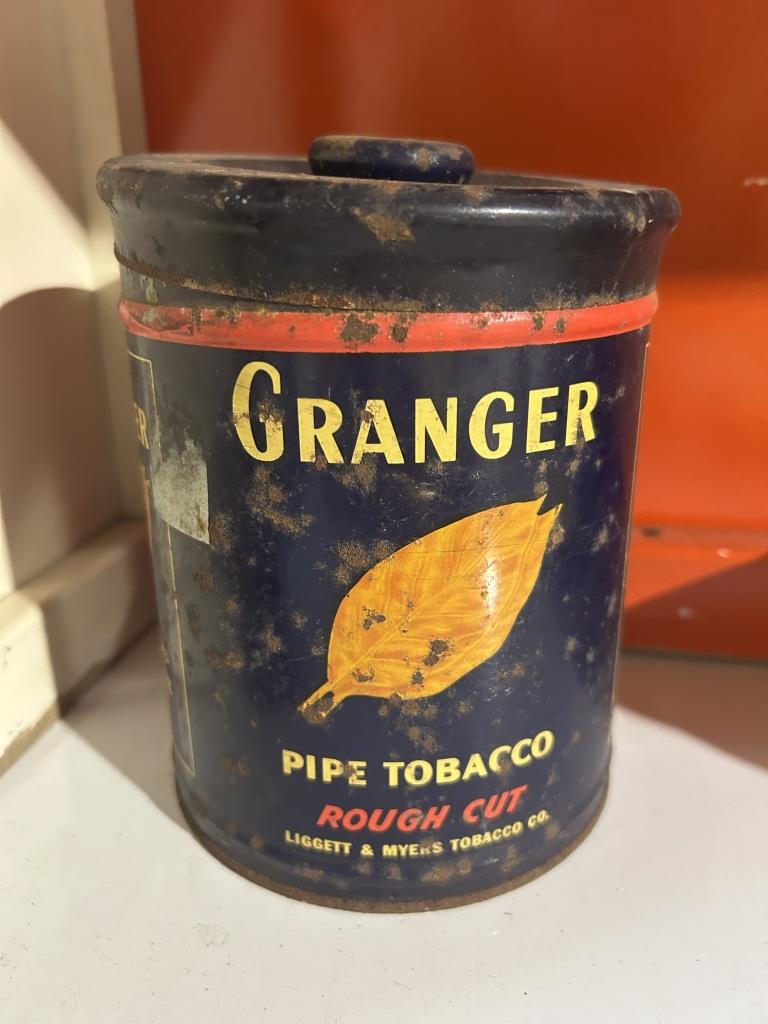 GRANGER
PIPE TOBACCO
ROUGH CUT
LIGGETT & MYERS TOBACCO CO.